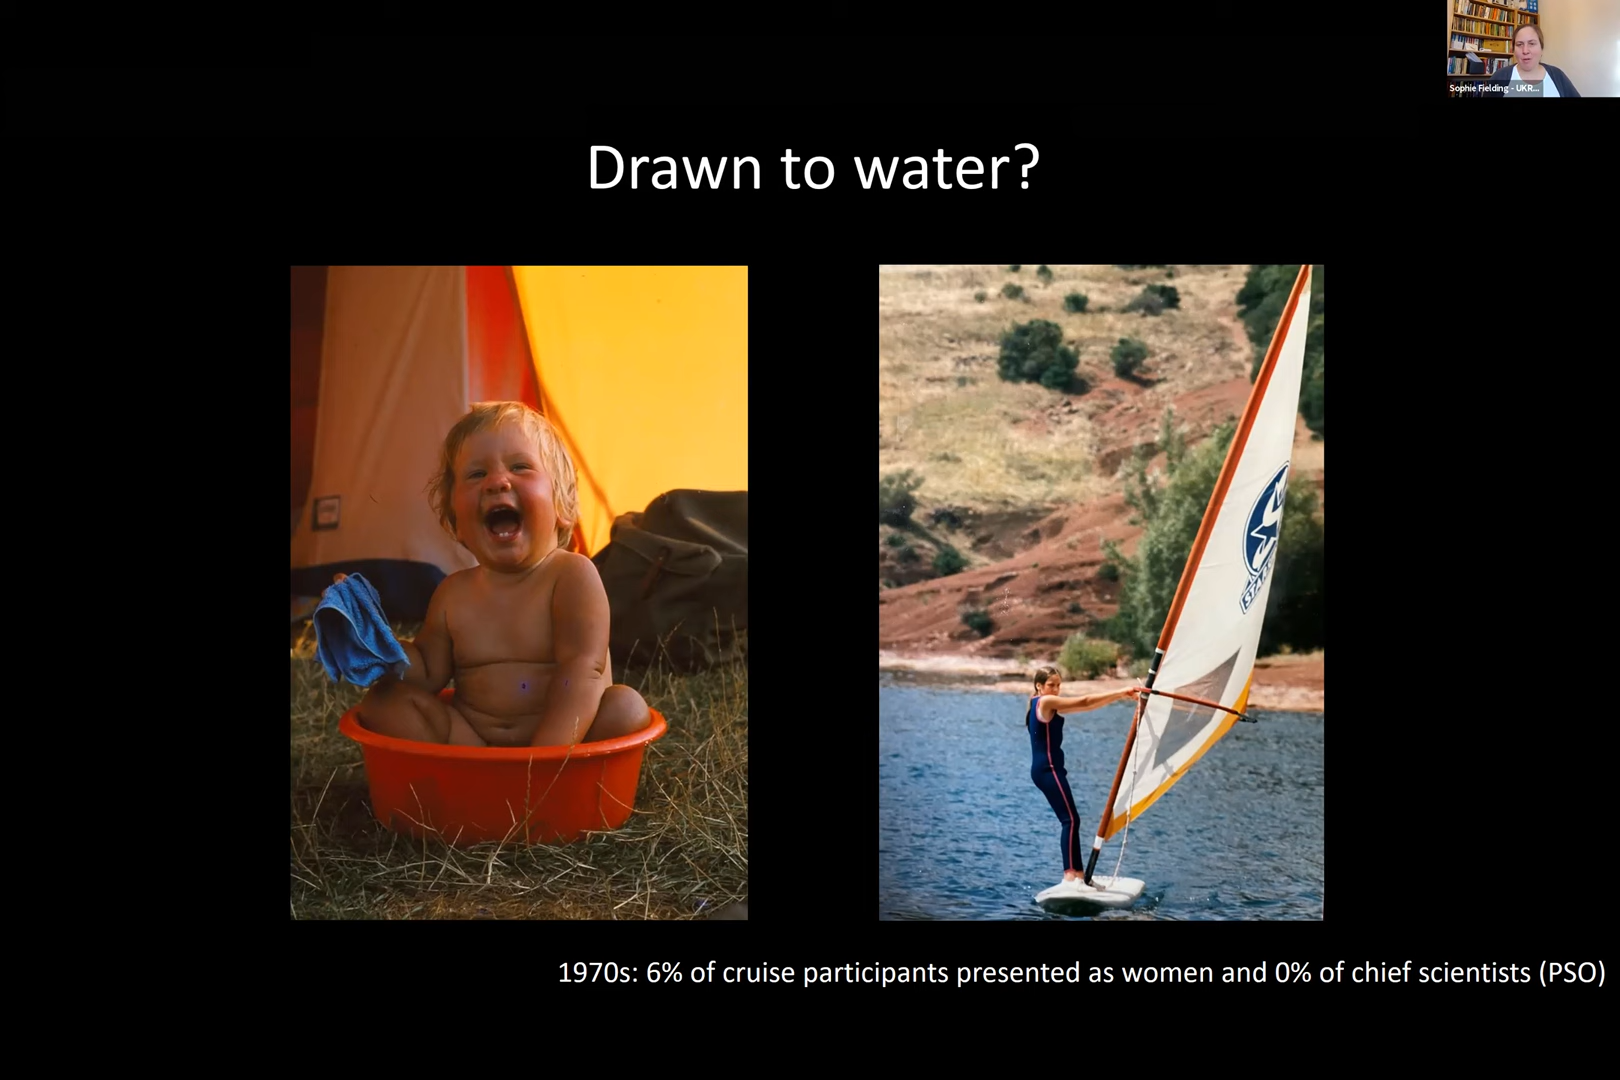 Sophie Fielding - UKR...
Drawn to water?
1970s: 6% of cruise participants presented as women and 0% of chief scientists (PSO)